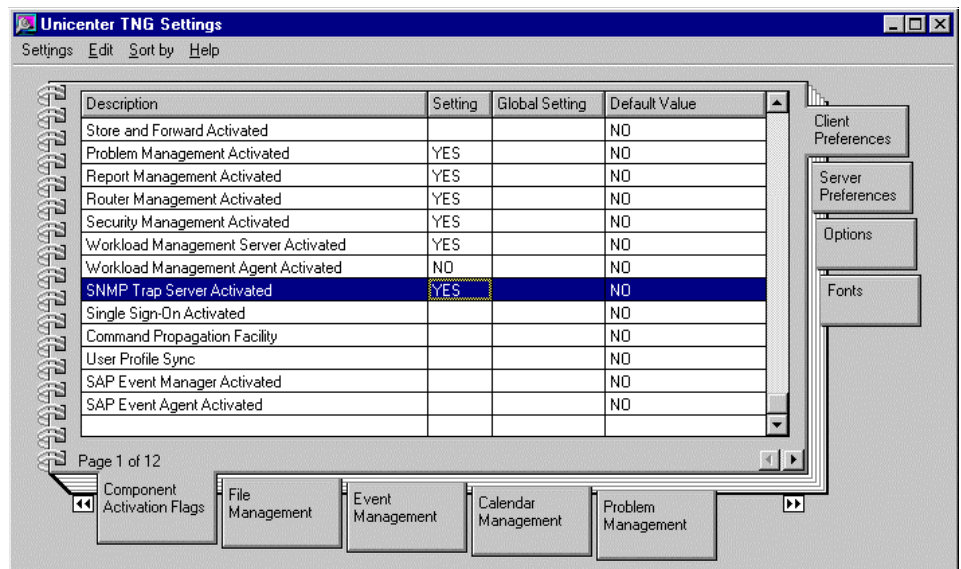 Unicenter TNG Settings
Settings Edit Sort by Help
Description Setting Global Setting Default Value
Store and Forward Activated NO
Problem Management Activated YES NO
Report Management Activated YES NO
Router Management Activated YES NO
Security Management Activated YES NO
Workload Management Server Activated YES NO
Workload Management Agent Activated NO NO
SNMP Trap Server Activated YES NO
Single Sign-On Activated NO
Command Propagation Facility NO
User Profile Sync NO
SAP Event Manager Activated NO
SAP Event Agent Activated NO
Page 1 of 12
Client
Preferences
Server
Preferences
Options
Fonts
Component
Activation Flags
File
Management
Event
Management
Calendar
Management
Problem
Management